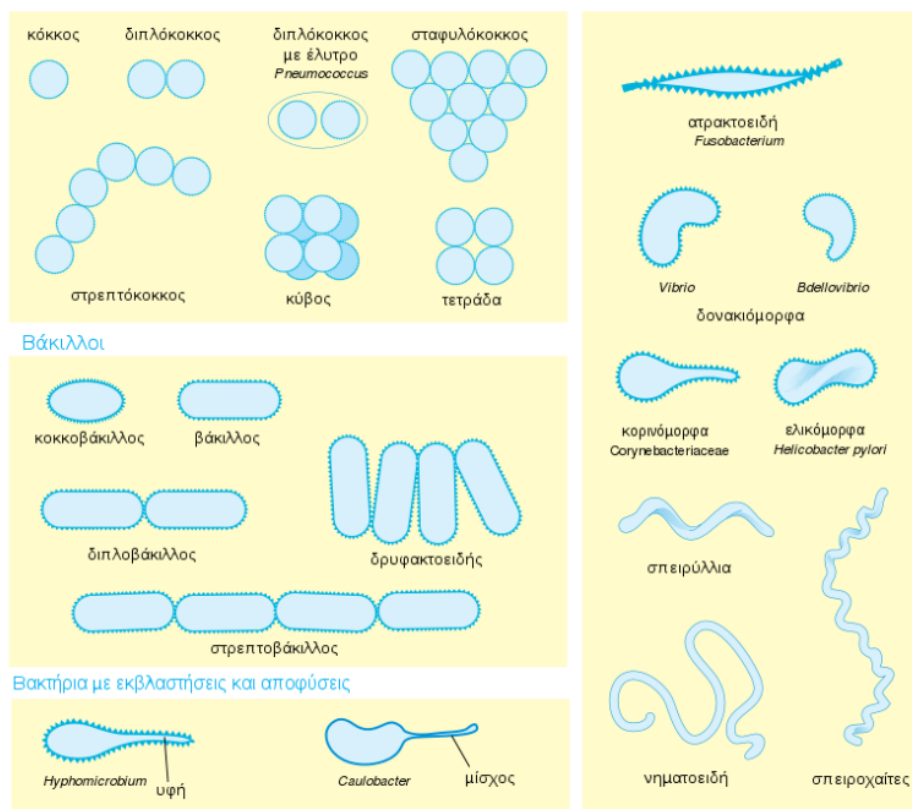 κόκκος
διπλόκοκκος
διπλόκοκκος
με έλυτρο
Pneumococcus
σταφυλόκοκκος
στρεπτόκοκκος
κύβος
τετράδα
Βάκιλλοι
κοκκοβάκιλλος
βάκιλλος
διπλοβάκιλλος
δρυφακτοειδής
στρεπτοβάκιλλος
Βακτήρια με εκβλαστήσεις και αποφύσεις
Hyphomicrobium
υφή
Caulobacter
μίσχος
ατρακτοειδή
Fusobacterium
Vibrio
Bdellovibrio
δονακιόμορφα
κορινόμορφα
Corynebacteriaceae
ελικόμορφα
Helicobacter pylori
σπειρύλλια
νηματοειδή
σπειροχαίτες